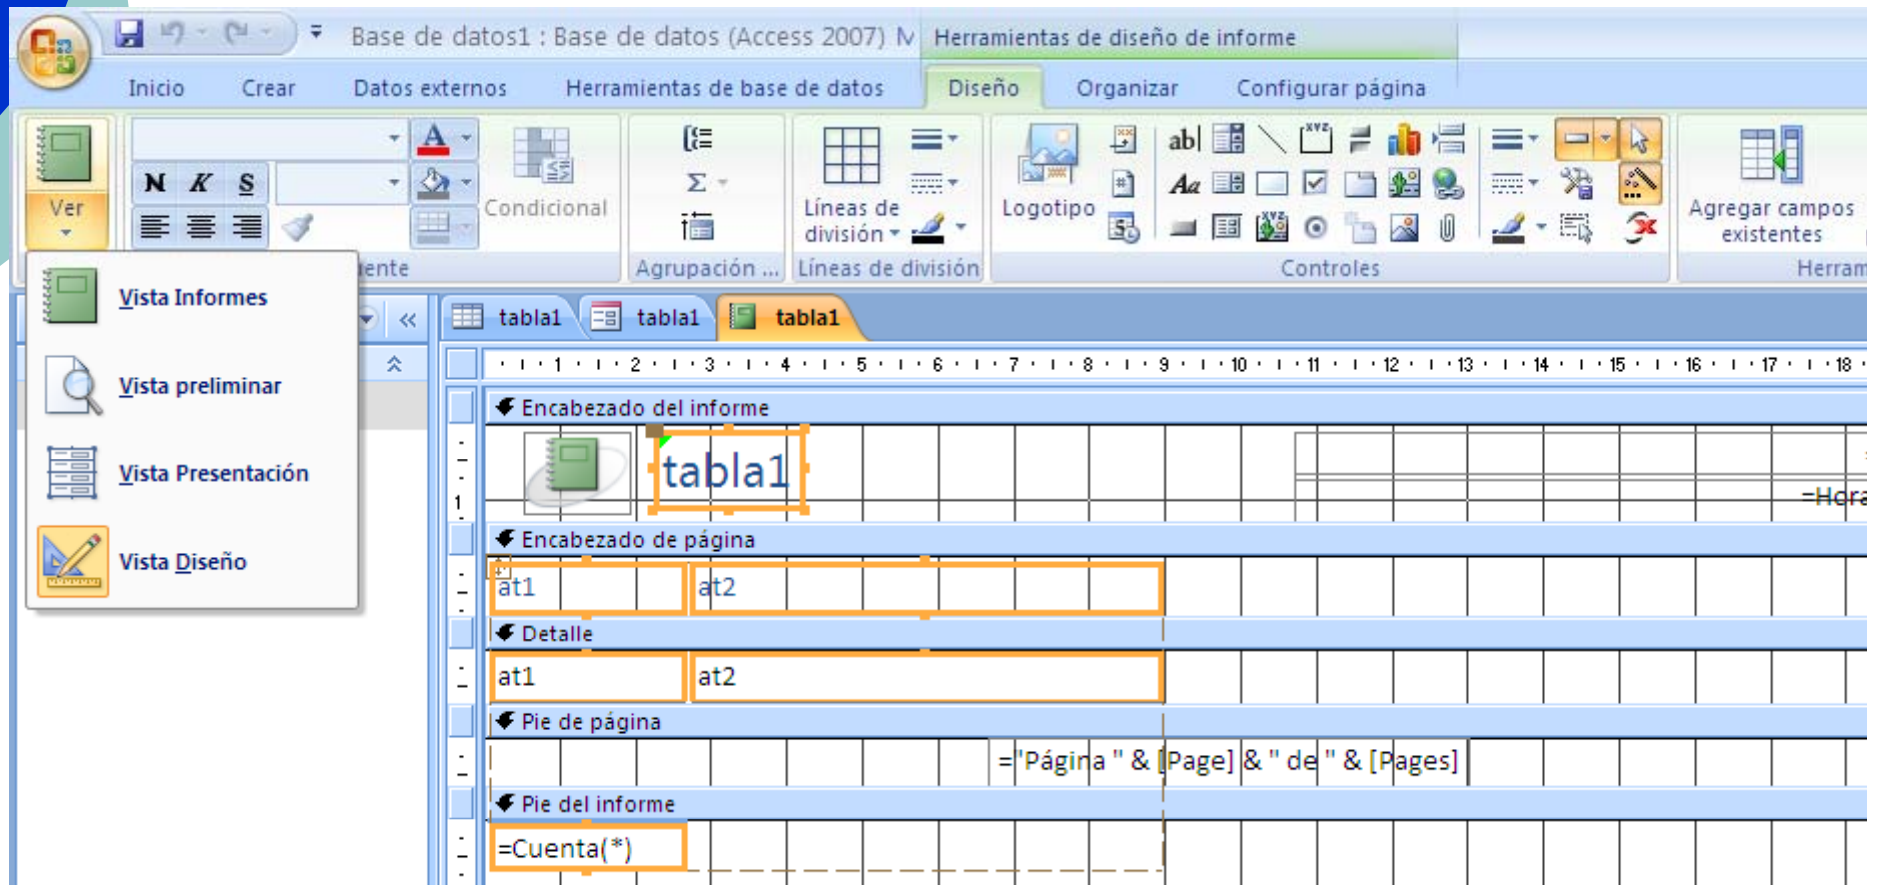 Base de datos1 : Base de datos (Access 2007) M
Herramientas de diseño de informe
Inicio
Crear
Datos externos
Herramientas de base de datos
Diseño
Organizar
Configurar página
Ver
N K S
A
Condicional
Σ
Agrupación ...
Líneas de
división
Líneas de división
Logotipo
ab|
Aa
XYZ
Controles
Agregar campos
existentes
Herram
Vista Informes
Vista preliminar
Vista Presentación
Vista Diseño
uente
tabla1
tabla1
tabla1
1 2 3 4 5 6 7 8 9 10 11 12 13 14 15 16 17 18
Encabezado del informe
tabla1
=Hora
1
Encabezado de página
at1
at2
Detalle
at1
at2
Pie de página
="Página " & [Page] & " de " & [Pages]
Pie del informe
=Cuenta(*)